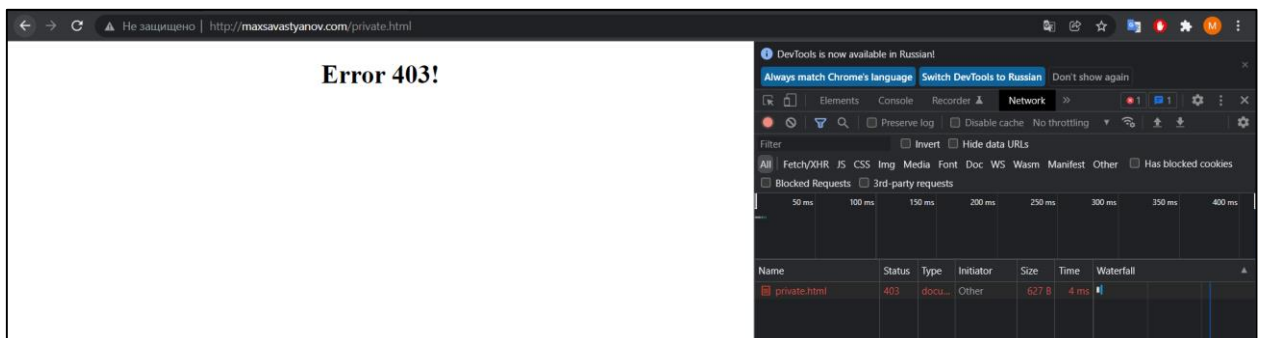 Не защищено | http://maxsavastyanov.com/private.html M
Error 403!
DevTools is now available in Russian!
Always match Chrome's language Switch DevTools to Russian Don't show again
Elements Console Recorder Network » 1 1
Preserve log Disable cache No throttling
Filter Invert Hide data URLs
All Fetch/XHR JS CSS Img Media Font Doc WS Wasm Manifest Other Has blocked cookies
Blocked Requests 3rd-party requests
50 ms 100 ms 150 ms 200 ms 250 ms 300 ms 350 ms 400 ms
Name Status Type Initiator Size Time Waterfall
private.html 403 docu... Other 627 B 4 ms